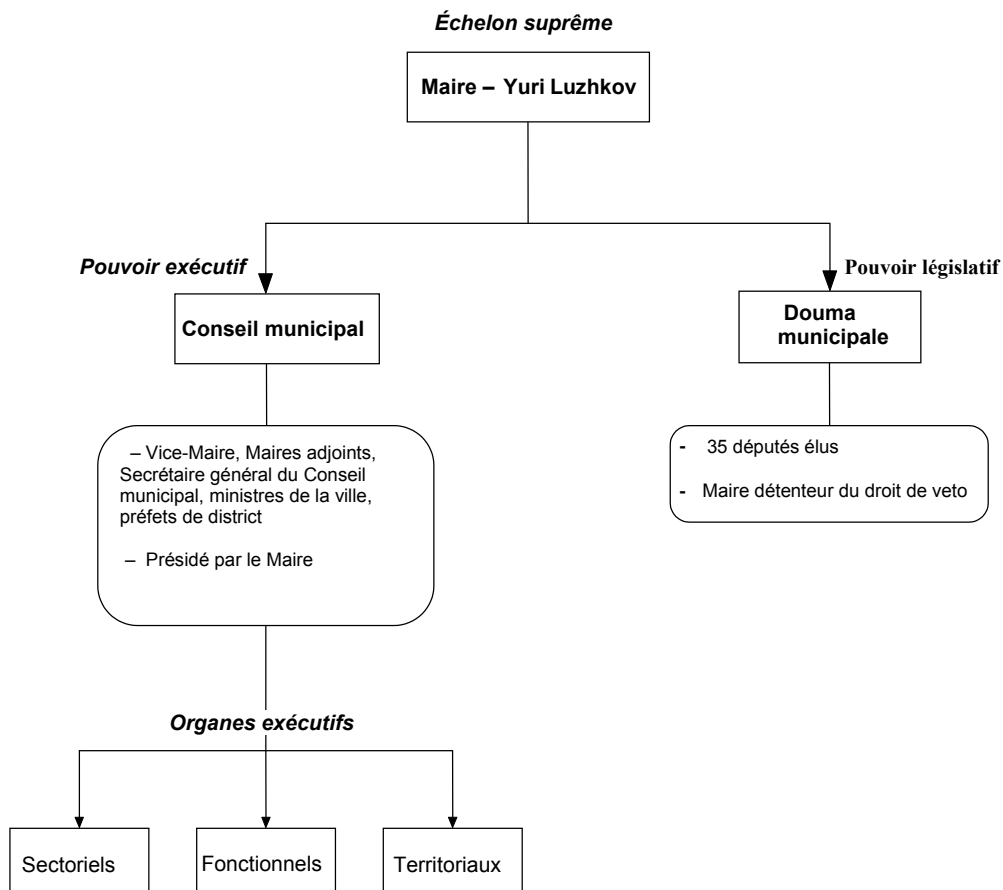 Échelon suprême
Maire – Yuri Luzhkov
Pouvoir exécutif
Conseil municipal
– Vice-Maire, Maires adjoints,
Secrétaire général du Conseil
municipal, ministres de la ville,
préfets de district
– Présidé par le Maire
Pouvoir législatif
Douma
municipale
- 35 députés élus
- Maire détenteur du droit de veto
Organes exécutifs
Sectoriels
Fonctionnels
Territoriaux